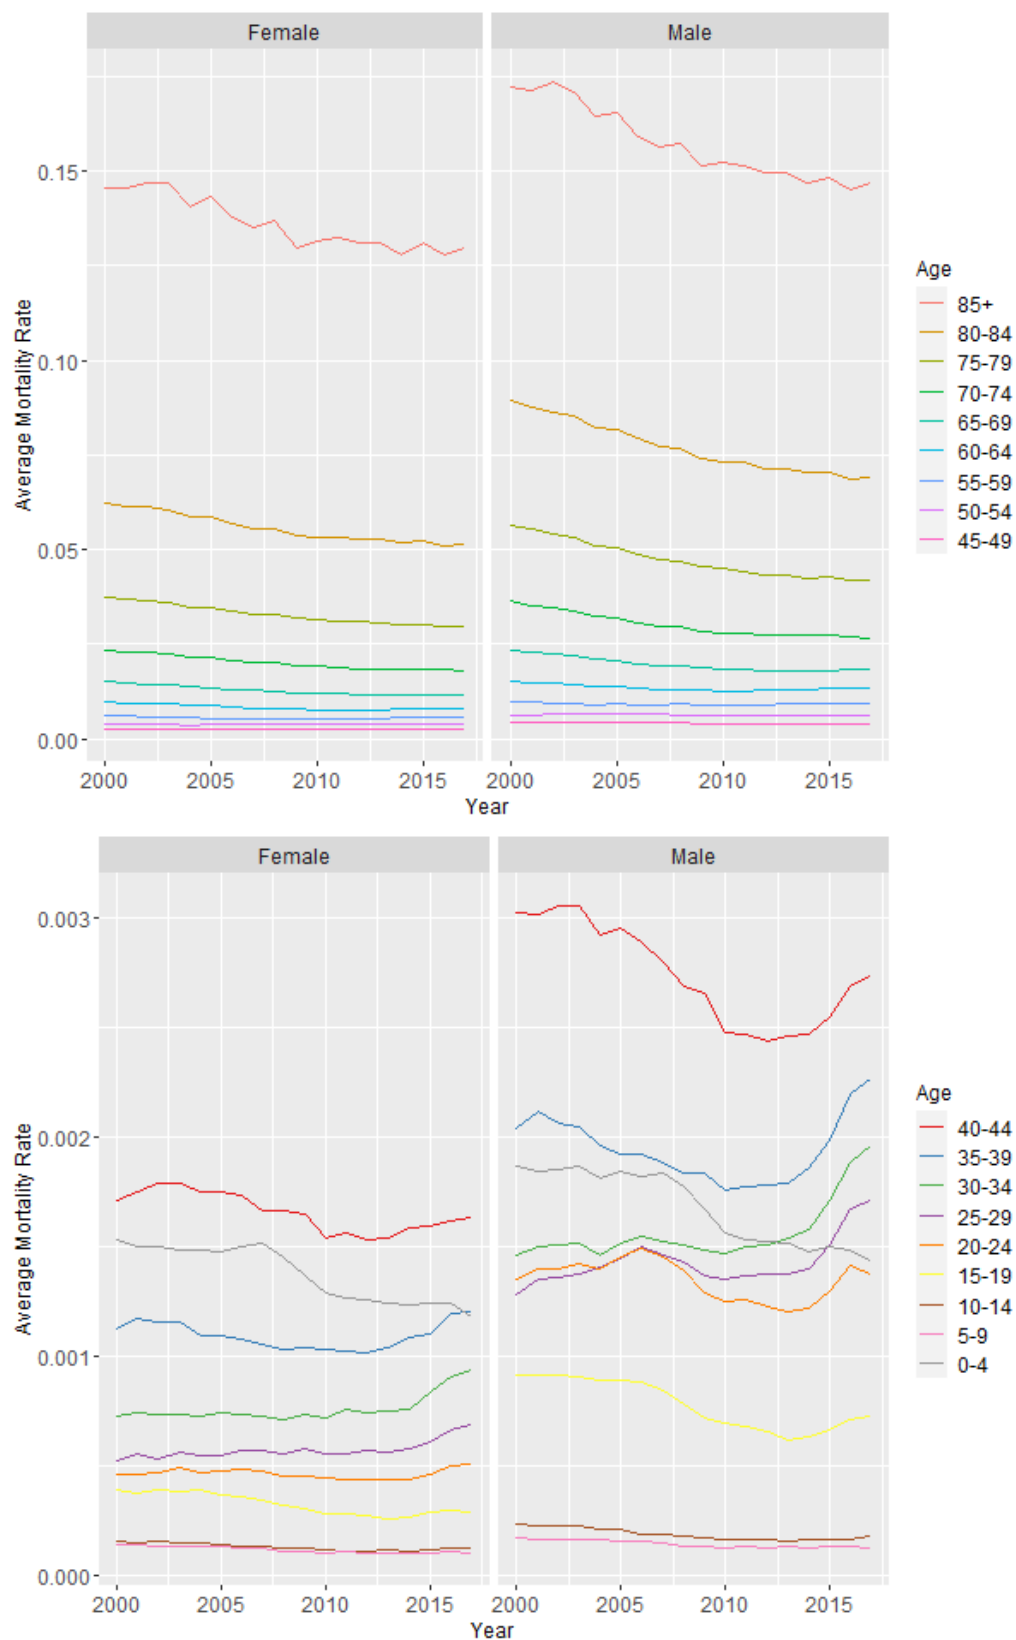 Female
Male
0.15
0.10
0.05
0.00
Average Mortality Rate
2000 2005 2010 2015
2000 2005 2010 2015
Year
Age
85+
80-84
75-79
70-74
65-69
60-64
55-59
50-54
45-49
Female
Male
0.003
0.002
0.001
0.000
Average Mortality Rate
2000 2005 2010 2015
2000 2005 2010 2015
Year
Age
40-44
35-39
30-34
25-29
20-24
15-19
10-14
5-9
0-4